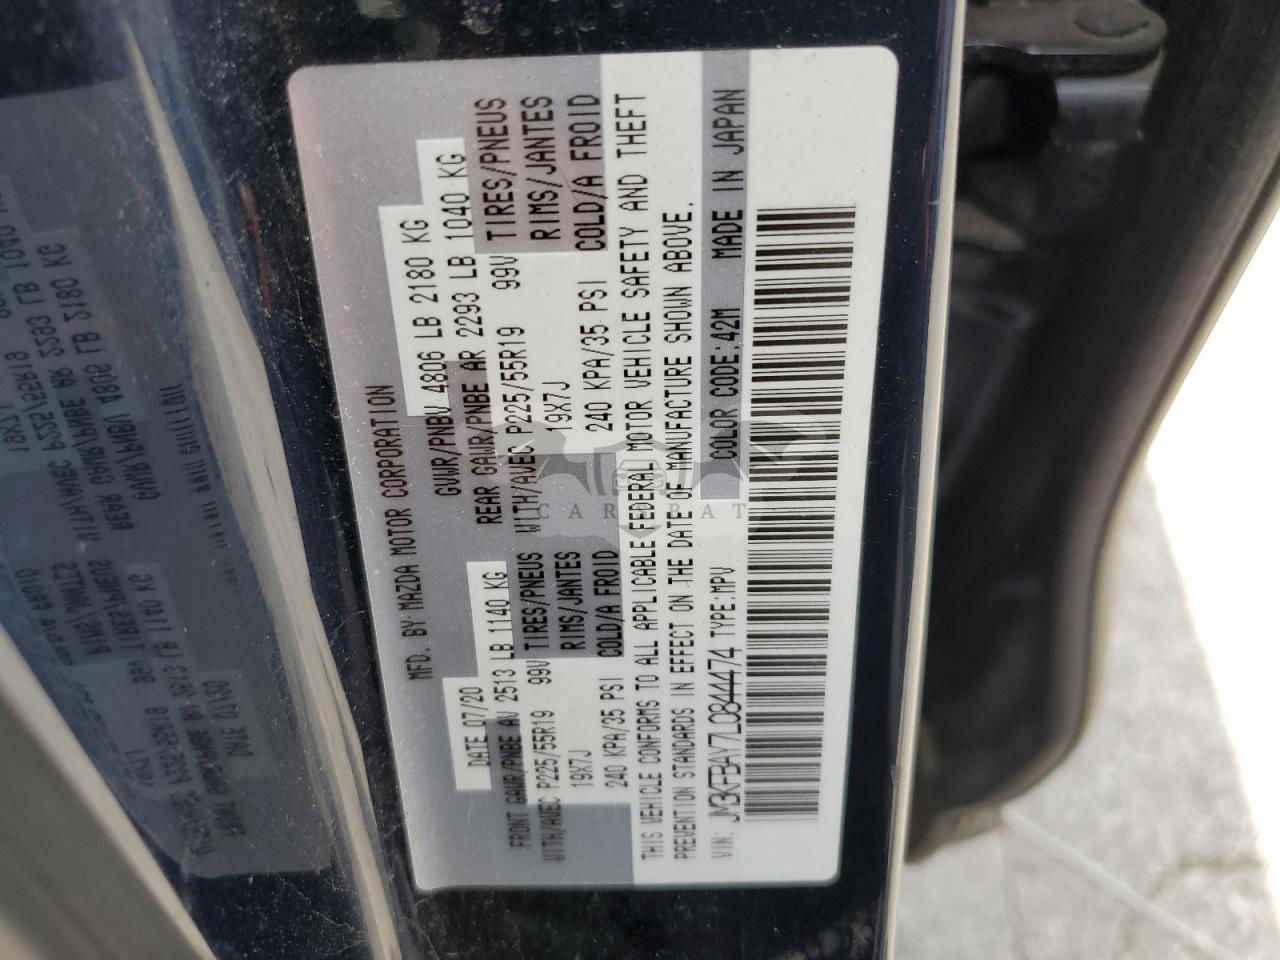 MFD. BY MAZDA MOTOR CORPORATION
DATE 07/20 GVWR/PNBV 4806 LB 2180 KG
FRONT GAWR/PNBE AV 2513 LB 1140 KG REAR GAWR/PNBE AR 2293 LB 1040 KG
WITH/AVEC P225/55R19 99V TIRES/PNEUS WITH/AVEC P225/55R19 99V TIRES/PNEUS
19X7J RIMS/JANTES 19X7J RIMS/JANTES
240 KPA/35 PSI COLD/A FROID 240 KPA/35 PSI COLD/A FROID
THIS VEHICLE CONFORMS TO ALL APPLICABLE FEDERAL MOTOR VEHICLE SAFETY AND THEFT
PREVENTION STANDARDS IN EFFECT ON THE DATE OF MANUFACTURE SHOWN ABOVE.
VIN: JM3KFBAY7L0844474 TYPE:MPV COLOR CODE:42M MADE IN JAPAN
CAR BAT